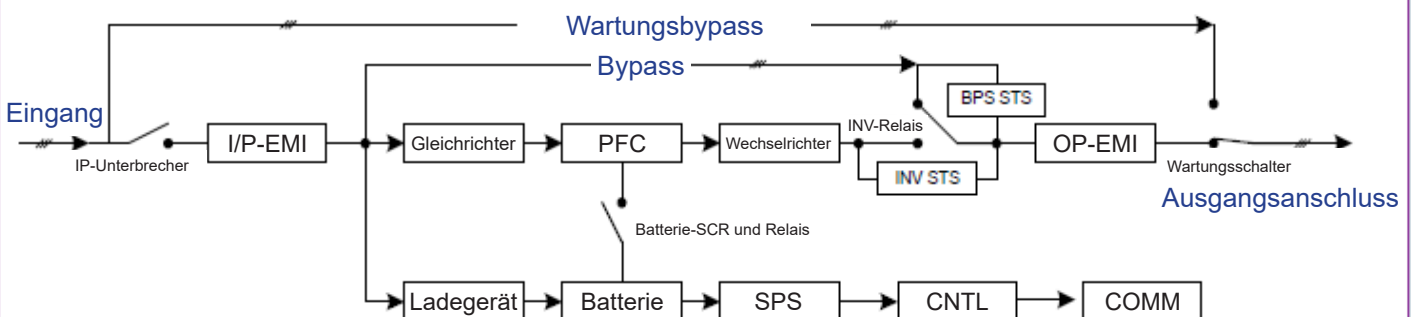 Wartungsbypass
Bypass
BPS STS
Eingang
INV-Relais
I/P-EMI
Gleichrichter
PFC
Wechselrichter
OP-EMI
IP-Unterbrecher
Wartungsschalter
INV STS
Ausgangsanschluss
Batterie-SCR und Relais
Ladegerät
Batterie
SPS
CNTL
COMM